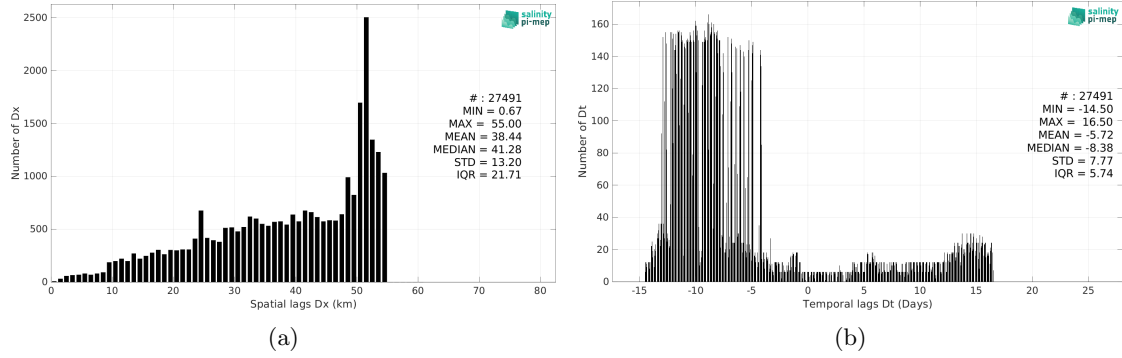 2500
2000
1500
1000
500
0
Number of Dx
salinity
pi-mep
# : 27491
MIN = 0.67
MAX = 55.00
MEAN = 38.44
MEDIAN = 41.28
STD = 13.20
IQR = 21.71
0 10 20 30 40 50 60 70 80
Spatial lags Dx (km)
(a)
160
140
120
100
80
60
40
20
0
Number of Dt
salinity
pi-mep
# : 27491
MIN = -14.50
MAX = 16.50
MEAN = -5.72
MEDIAN = -8.38
STD = 7.77
IQR = 5.74
-15 -10 -5 0 5 10 15 20 25
Temporal lags Dt (Days)
(b)